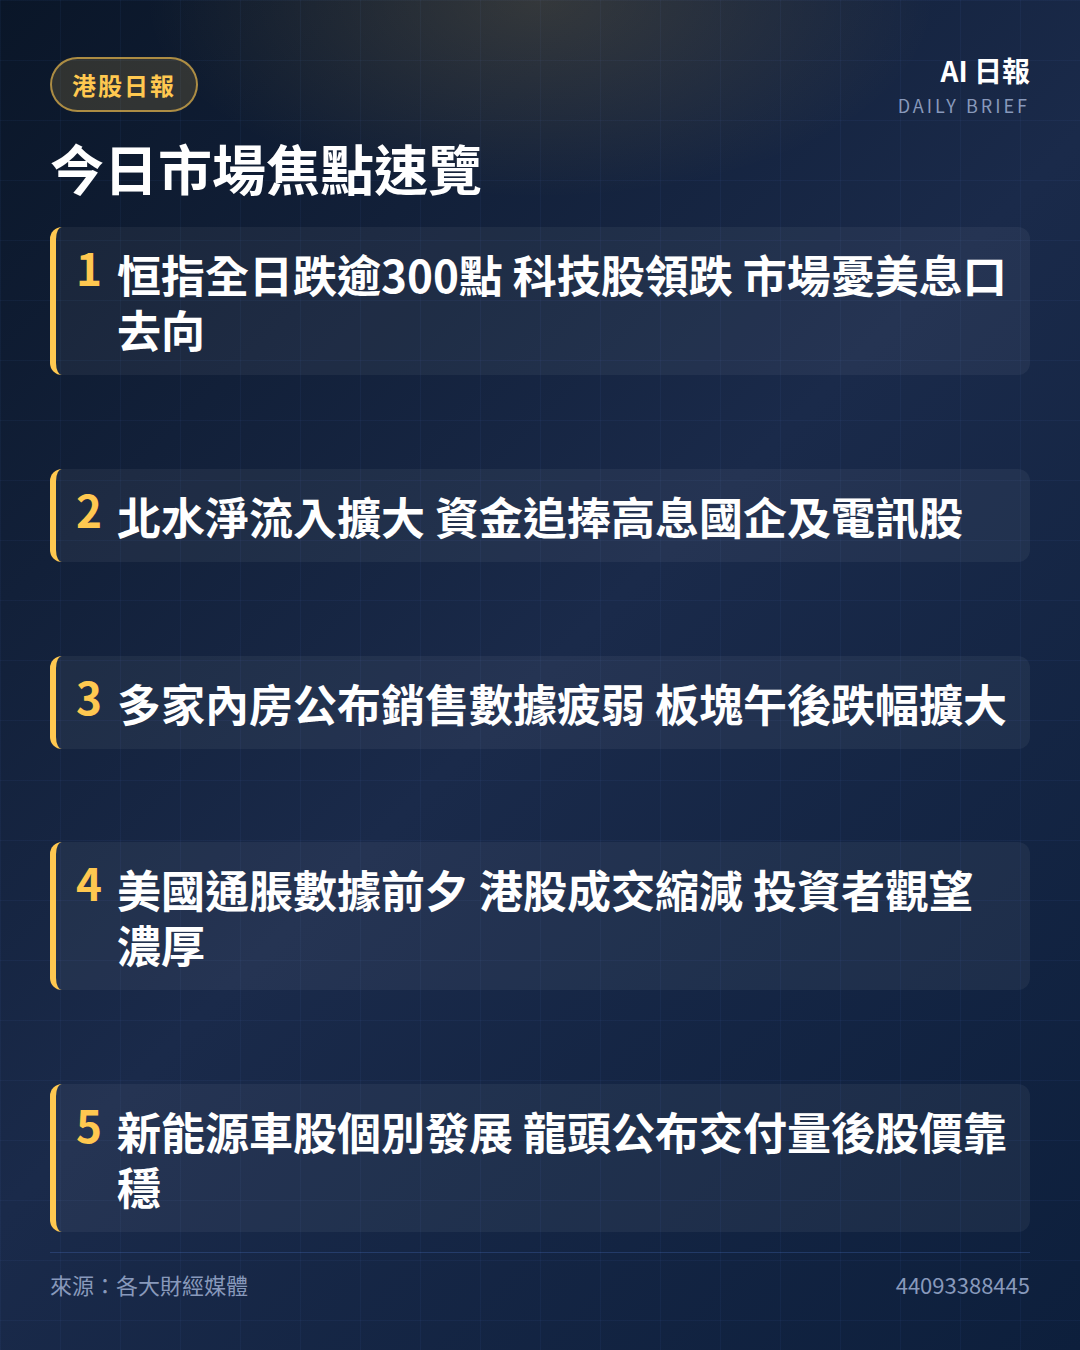 港股日報
AI 日報
DAILY BRIEF
今日市場焦點速覽
1 恒指全日跌逾300點 科技股領跌 市場憂美息口
去向
2 北水淨流入擴大 資金追捧高息國企及電訊股
3 多家內房公布銷售數據疲弱 板塊午後跌幅擴大
4 美國通脹數據前夕 港股成交縮減 投資者觀望
濃厚
5 新能源車股個別發展 龍頭公布交付量後股價靠
穩
來源：各大財經媒體
44093388445